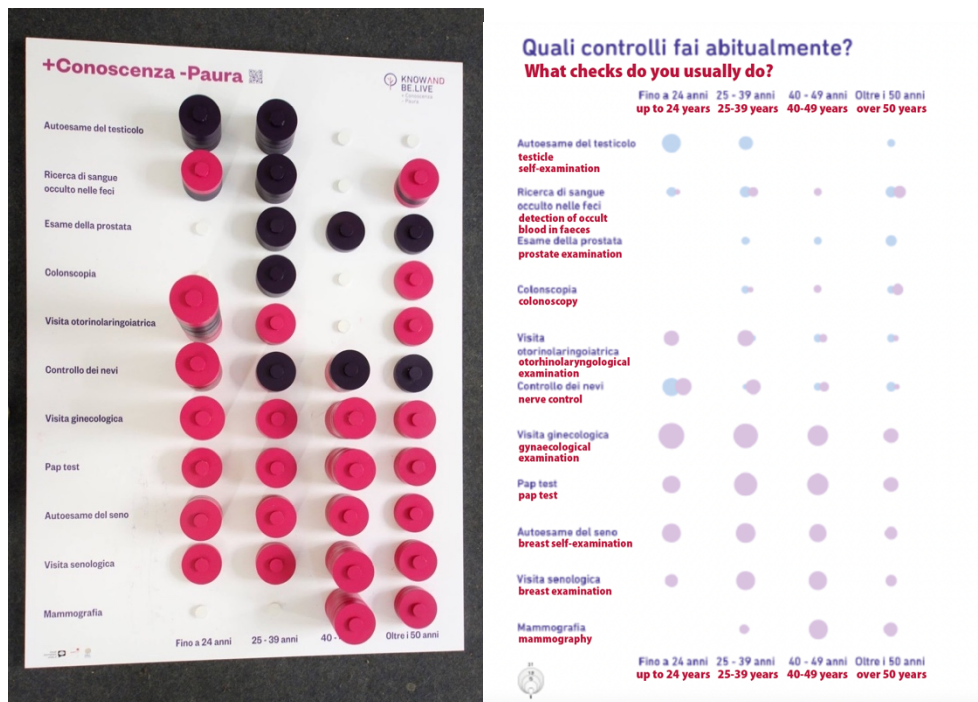 +Conoscenza -Paura
KNOWAND
BE.LIVE
+ Conoscenza
- Paura
Autoesame del testicolo
Ricerca di sangue
occulto nelle feci
Esame della prostata
Colonscopia
Visita otorinolaringoiatrica
Controllo dei nevi
Visita ginecologica
Pap test
Autoesame del seno
Visita senologica
Mammografia
Fino a 24 anni 25 - 39 anni 40 - Oltre i 50 anni
Quali controlli fai abitualmente?
What checks do you usually do?
Fino a 24 anni 25 - 39 anni 40 - 49 anni Oltre i 50 anni
up to 24 years 25-39 years 40-49 years over 50 years
Autoesame del testicolo
testicle
self-examination
Ricerca di sangue
occulto nelle feci
detection of occult
blood in faeces
Esame della prostata
prostate examination
Colonscopia
colonoscopy
Visita
otorinolaringoiatrica
otorhinolaryngological
examination
Controllo dei nevi
nerve control
Visita ginecologica
gynaecological
examination
Pap test
pap test
Autoesame del seno
breast self-examination
Visita senologica
breast examination
Mammografia
mammography
Fino a 24 anni 25 - 39 anni 40 - 49 anni Oltre i 50 anni
up to 24 years 25-39 years 40-49 years over 50 years